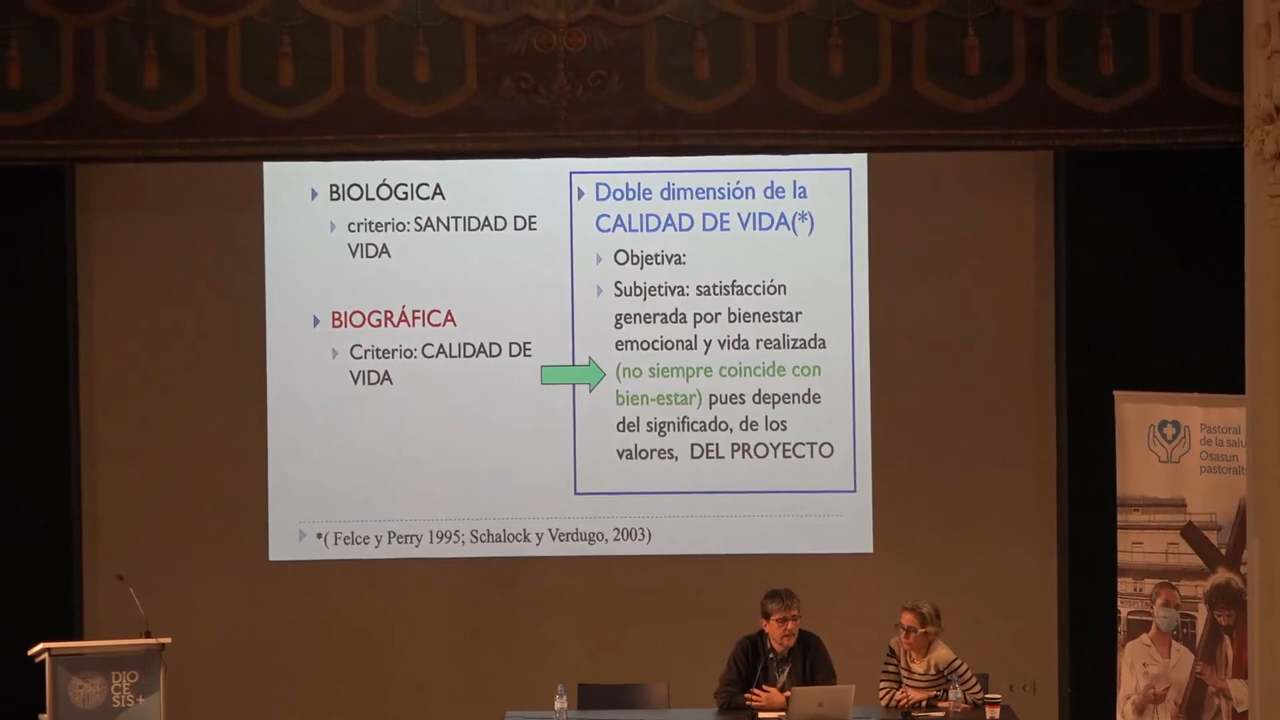 BIOLÓGICA
criterio: SANTIDAD DE
VIDA
BIOGRÁFICA
Criterio: CALIDAD DE
VIDA
Doble dimensión de la
CALIDAD DE VIDA(*)
Objetiva:
Subjetiva: satisfacción
generada por bienestar
emocional y vida realizada
(no siempre coincide con
bien-estar) pues depende
del significado, de los
valores, DEL PROYECTO
*( Felce y Perry 1995; Schalock y Verdugo, 2003)
Pastoral
de la salu
Osasun
pastoralt
DIO
CE
SIS+